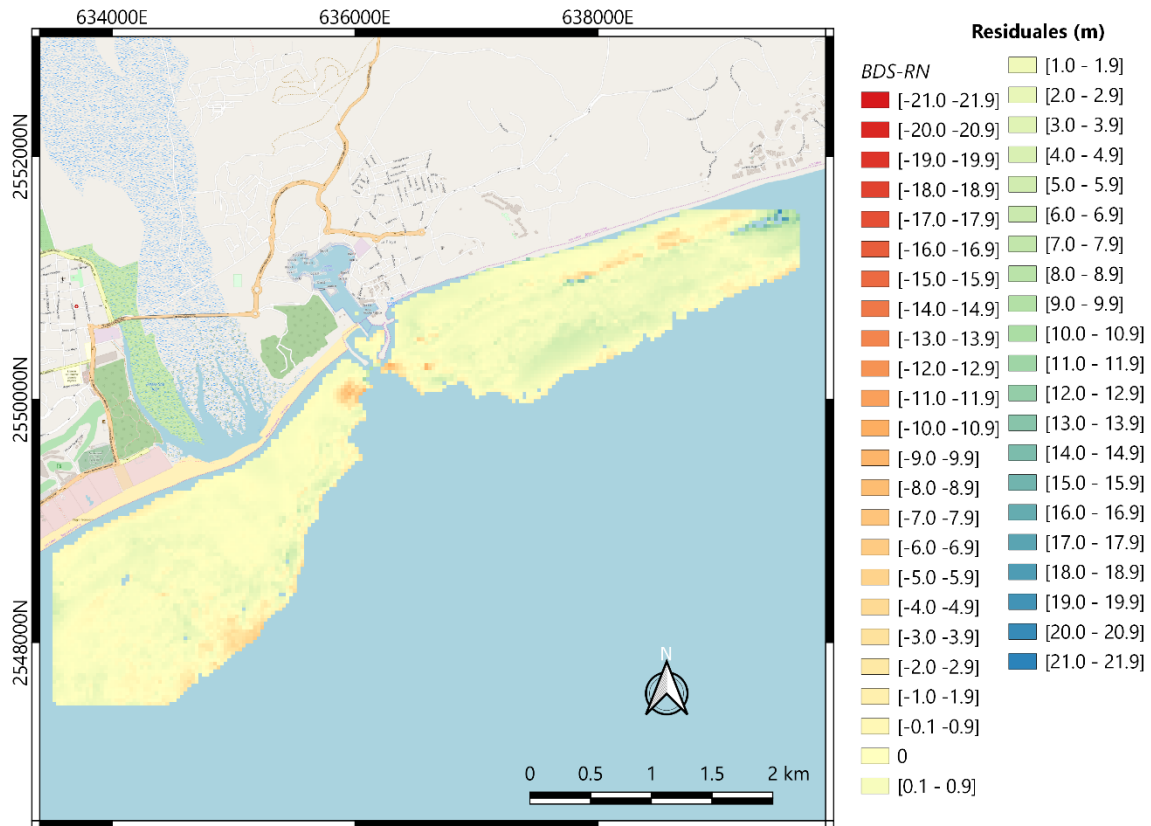 634000E
636000E
638000E
2552000N
2550000N
2548000N
N
0 0.5 1 1.5 2 km
Residuales (m)
BDS-RN
[-21.0 -21.9]
[-20.0 -20.9]
[-19.0 -19.9]
[-18.0 -18.9]
[-17.0 -17.9]
[-16.0 -16.9]
[-15.0 -15.9]
[-14.0 -14.9]
[-13.0 -13.9]
[-12.0 -12.9]
[-11.0 -11.9]
[-10.0 -10.9]
[-9.0 -9.9]
[-8.0 -8.9]
[-7.0 -7.9]
[-6.0 -6.9]
[-5.0 -5.9]
[-4.0 -4.9]
[-3.0 -3.9]
[-2.0 -2.9]
[-1.0 -1.9]
[-0.1 -0.9]
0
[0.1 - 0.9]
[1.0 - 1.9]
[2.0 - 2.9]
[3.0 - 3.9]
[4.0 - 4.9]
[5.0 - 5.9]
[6.0 - 6.9]
[7.0 - 7.9]
[8.0 - 8.9]
[9.0 - 9.9]
[10.0 - 10.9]
[11.0 - 11.9]
[12.0 - 12.9]
[13.0 - 13.9]
[14.0 - 14.9]
[15.0 - 15.9]
[16.0 - 16.9]
[17.0 - 17.9]
[18.0 - 18.9]
[19.0 - 19.9]
[20.0 - 20.9]
[21.0 - 21.9]